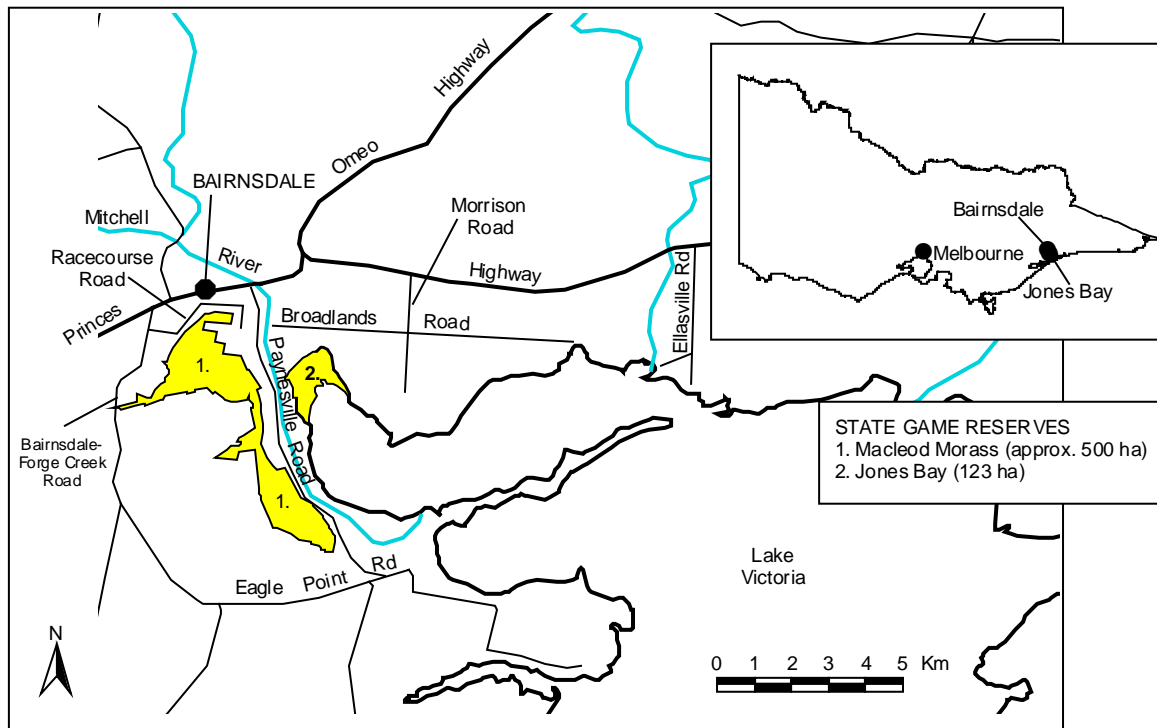 Highway
Omeo
BAIRNSDALE
Mitchell
River
Racecourse
Road
Morrison
Road
Highway
Princes
Broadlands Road
Ellasville Rd
Paynesville Road
1.
2.
Bairnsdale-
Forge Creek
Road
1.
Eagle Point Rd
Lake
Victoria
N
0 1 2 3 4 5 Km
Bairnsdale
Melbourne
Jones Bay
STATE GAME RESERVES
1. Macleod Morass (approx. 500 ha)
2. Jones Bay (123 ha)